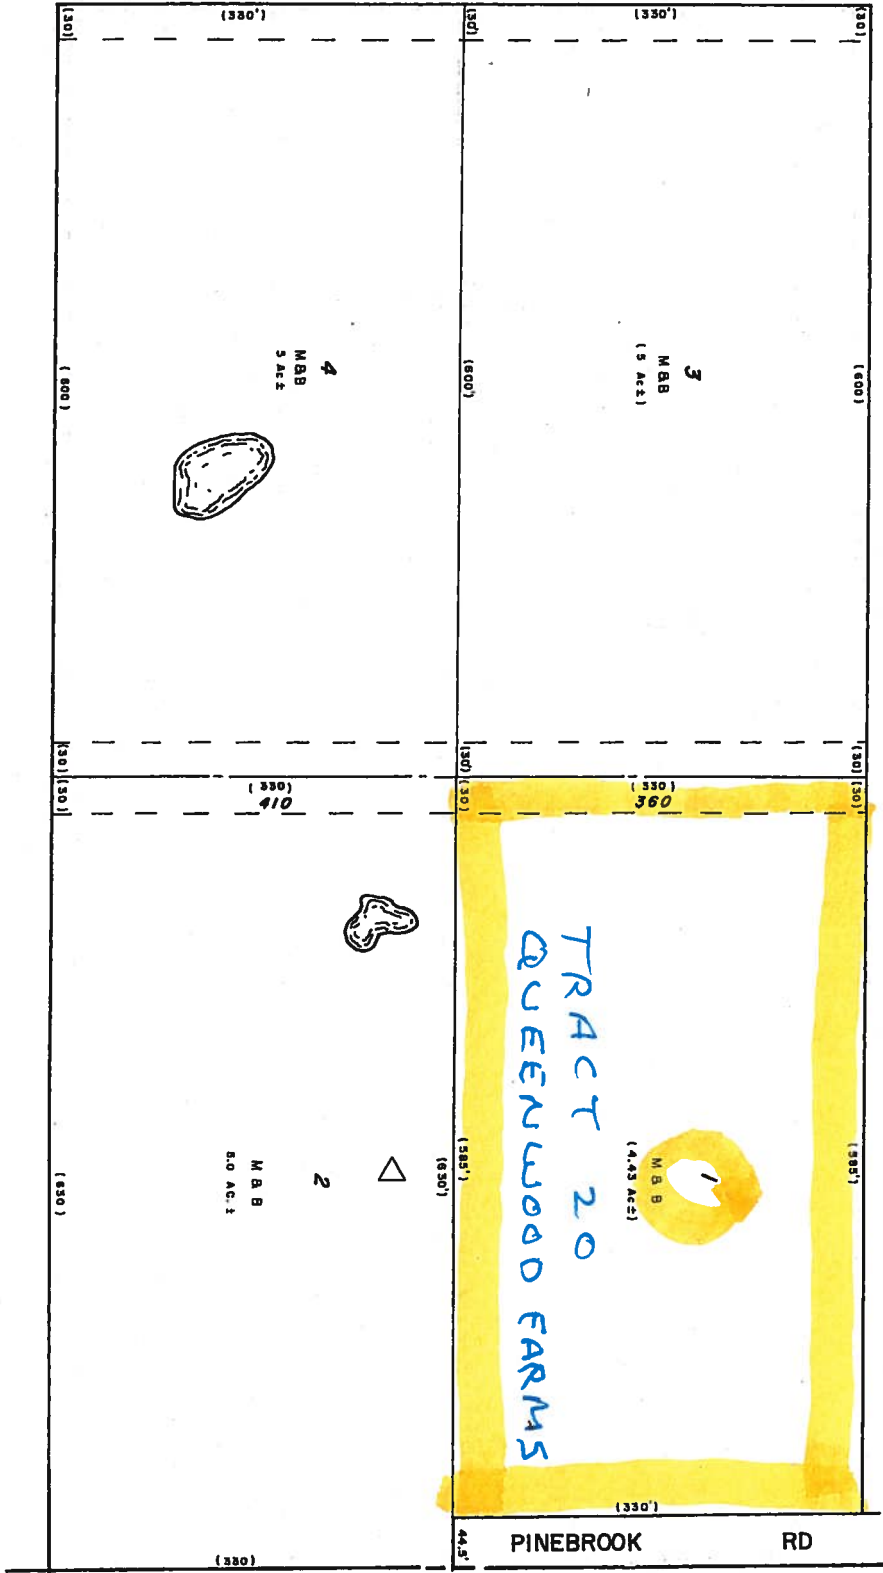 (30)
(330')
(30')
(330')
(30)
4
M&B
5 Ac±
3
M&B
(5 Ac±)
(600)
(600')
(600)
(30)
(30')
(30)
(30)
(330)
410
(30)
(330)
360
(30)
TRACT 20
QUEENWOOD FARMS
1
M&B
(4.43 Ac±)
(585')
(585')
2
M&B
5.0 AC.±
(630')
(630)
(330')
(330)
44.5'
PINEBROOK RD